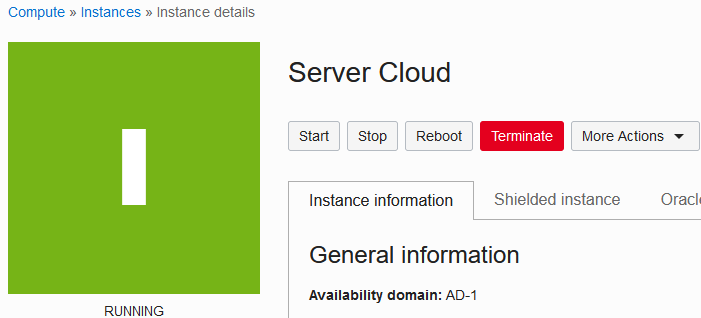 Compute » Instances » Instance details
I
Server Cloud
Start Stop Reboot Terminate More Actions
Instance information Shielded instance
General information
Availability domain: AD-1
RUNNING